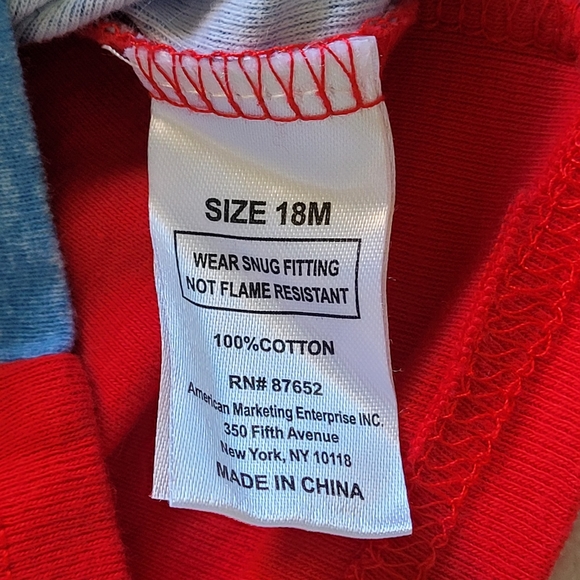 SIZE 18M
WEAR SNUG FITTING
NOT FLAME RESISTANT
100%COTTON
RN# 87652
American Marketing Enterprise INC.
350 Fifth Avenue
New York, NY 10118
MADE IN CHINA